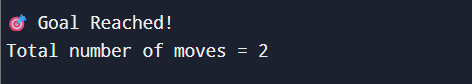 🎯 Goal Reached!
Total number of moves = 2